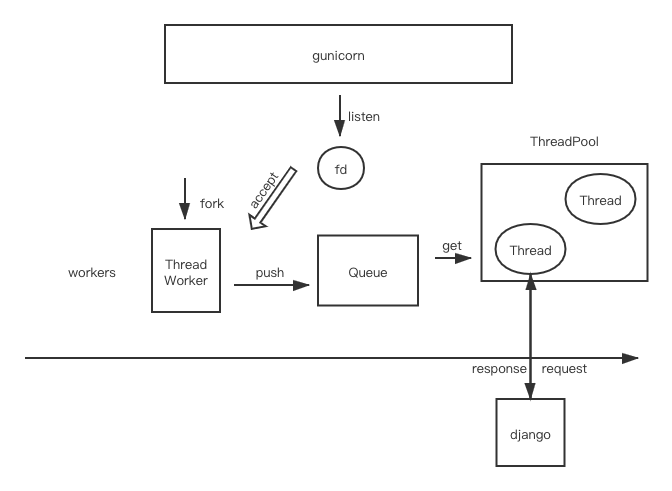 gunicorn
listen
ThreadPool
fd
accept
Thread
fork
Thread
get
workers
Thread
Worker
push
Queue
response
request
django